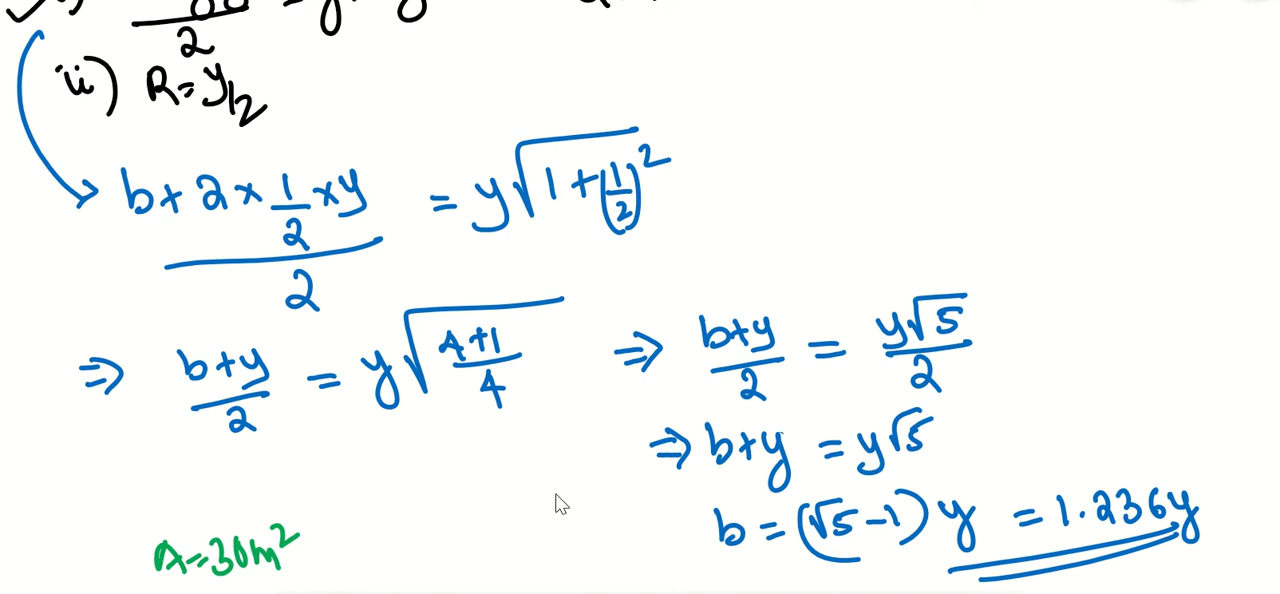 2
ii) R=y/2
(b+2×1/2×y)/2 = y√(1+(1/2)²)
⇒ (b+y)/2 = y√((4+1)/4) ⇒ (b+y)/2 = y√5/2
⇒ b+y = y√5
b = (√5-1) y = 1.236y
A=30m²